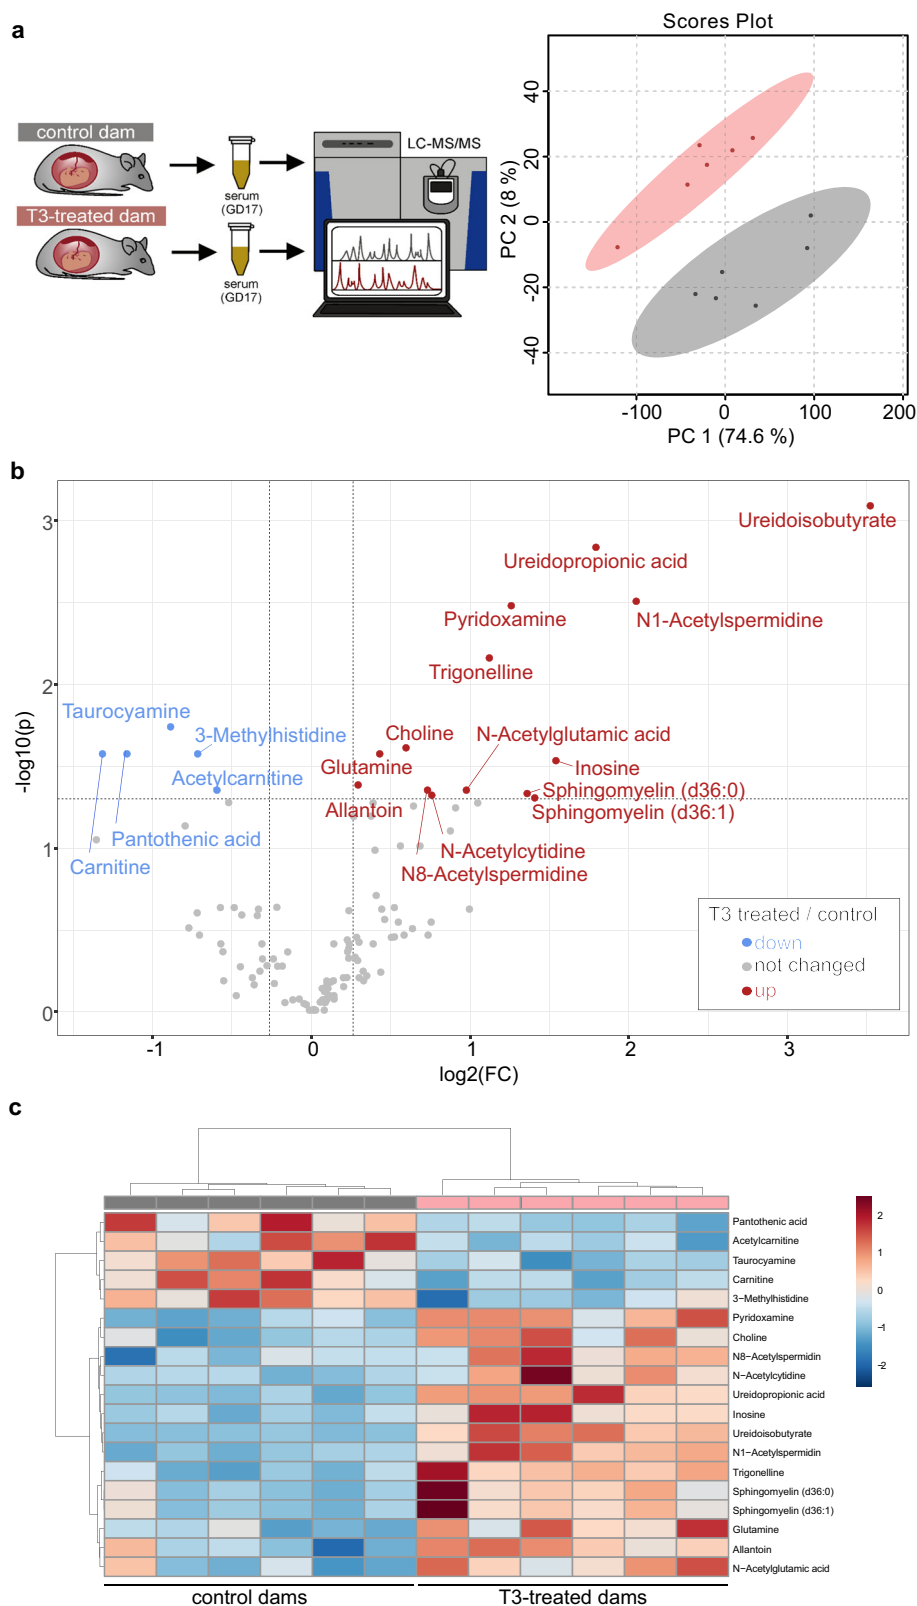 a
control dam
T3-treated dam
serum
(GD17)
serum
(GD17)
LC-MS/MS
Scores Plot
PC 2 (8 %)
40
20
0
-20
-40
-100
0
100
200
PC 1 (74.6 %)
b
-log10(p)
3
2
1
0
Ureidoisobutyrate
Ureidopropionic acid
Pyridoxamine
N1-Acetylspermidine
Trigonelline
Taurocyamine
3-Methylhistidine
Choline
N-Acetylglutamic acid
Glutamine
Inosine
Acetylcarnitine
Sphingomyelin (d36:0)
Allantoin
Sphingomyelin (d36:1)
Pantothenic acid
N-Acetylcytidine
Carnitine
N8-Acetylspermidine
T3 treated / control
down
not changed
up
-1
0
1
2
3
log2(FC)
c
Pantothenic acid
Acetylcarnitine
Taurocyamine
Carnitine
3−Methylhistidine
Pyridoxamine
Choline
N8−Acetylspermidin
N−Acetylcytidine
Ureidopropionic acid
Inosine
Ureidoisobutyrate
N1−Acetylspermidin
Trigonelline
Sphingomyelin (d36:0)
Sphingomyelin (d36:1)
Glutamine
Allantoin
N−Acetylglutamic acid
2
1
0
−1
−2
control dams
T3-treated dams